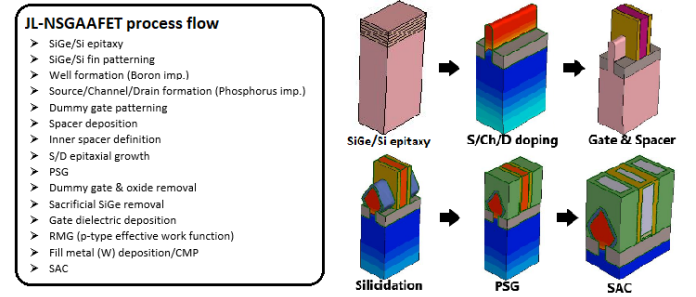 JL-NSGAAFET process flow
SiGe/Si epitaxy
SiGe/Si fin patterning
Well formation (Boron imp.)
Source/Channel/Drain formation (Phosphorus imp.)
Dummy gate patterning
Spacer deposition
Inner spacer definition
S/D epitaxial growth
PSG
Dummy gate & oxide removal
Sacrificial SiGe removal
Gate dielectric deposition
RMG (p-type effective work function)
Fill metal (W) deposition/CMP
SAC
SiGe/Si epitaxy
S/Ch/D doping
Gate & Spacer
Silicidation
PSG
SAC